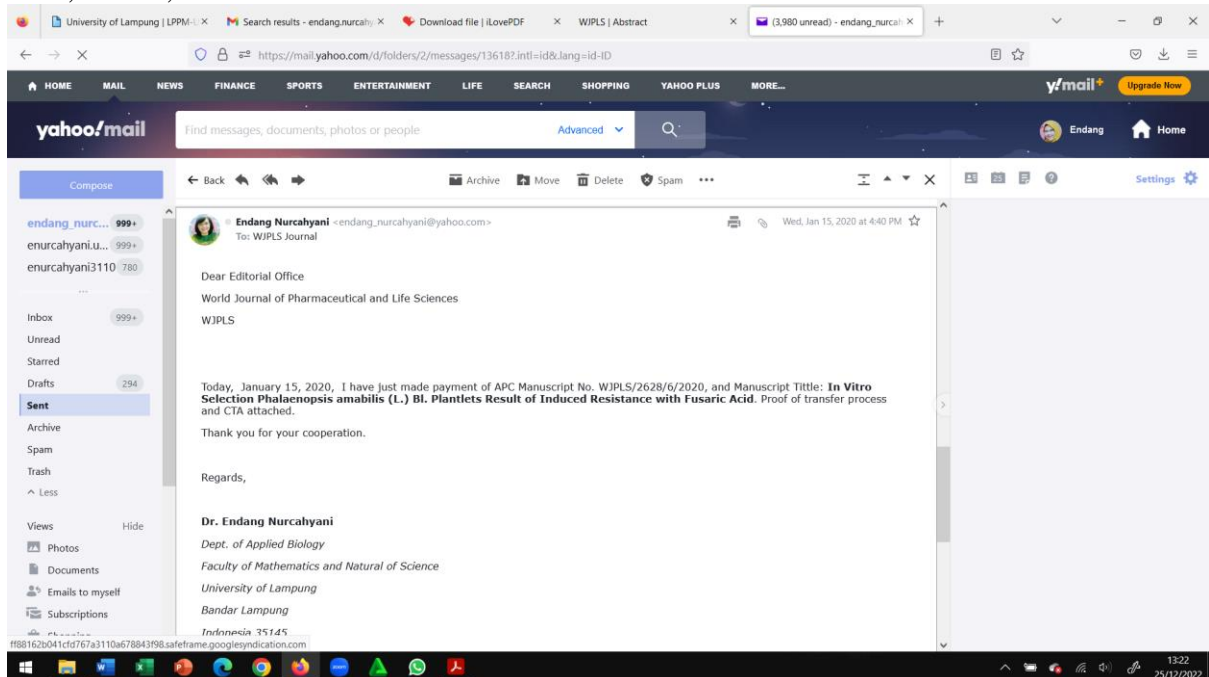 University of Lampung | LPPM-
Search results - endang.nurcahy
Download file | iLovePDF
WJPLS | Abstract
(3,980 unread) - endang_nurcah
https://mail.yahoo.com/d/folders/2/messages/13618?.intl=id&.lang=id-ID
HOME MAIL NEWS FINANCE SPORTS ENTERTAINMENT LIFE SEARCH SHOPPING YAHOO PLUS MORE...
y!mail+ Upgrade Now
yahoo!mail
Find messages, documents, photos or people
Advanced
Endang
Home
Compose
Back
Archive Move Delete Spam
Settings
endang_nurc... 999+
enurcahyani.u... 999+
enurcahyani3110 780
...
Inbox 999+
Unread
Starred
Drafts 294
Sent
Archive
Spam
Trash
Less
Views Hide
Photos
Documents
Emails to myself
Subscriptions
Shopping
Endang Nurcahyani <endang_nurcahyani@yahoo.com>
Wed, Jan 15, 2020 at 4:40 PM
To: WJPLS Journal
Dear Editorial Office
World Journal of Pharmaceutical and Life Sciences
WJPLS
Today, January 15, 2020, I have just made payment of APC Manuscript No. WJPLS/2628/6/2020, and Manuscript Tittle: In Vitro
Selection Phalaenopsis amabilis (L.) Bl. Plantlets Result of Induced Resistance with Fusaric Acid. Proof of transfer process
and CTA attached.
Thank you for your cooperation.
Regards,
Dr. Endang Nurcahyani
Dept. of Applied Biology
Faculty of Mathematics and Natural of Science
University of Lampung
Bandar Lampung
Indonesia 35145
ff88162b041cfd767a3110a678843f98.safeframe.googlesyndication.com
13:22
25/12/2022